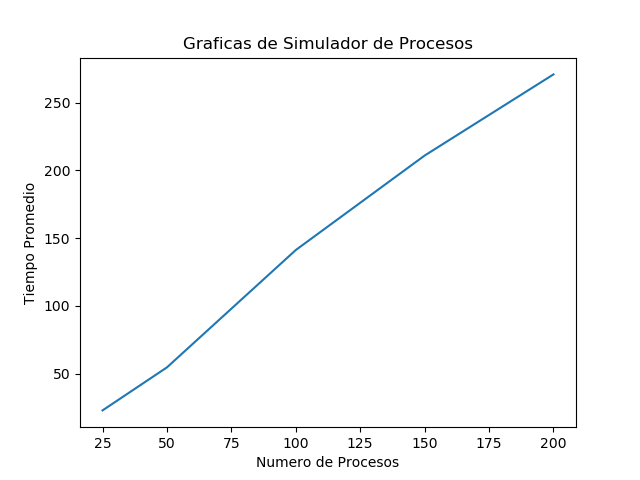 Graficas de Simulador de Procesos
250
200
150
100
50
Tiempo Promedio
25 50 75 100 125 150 175 200
Numero de Procesos